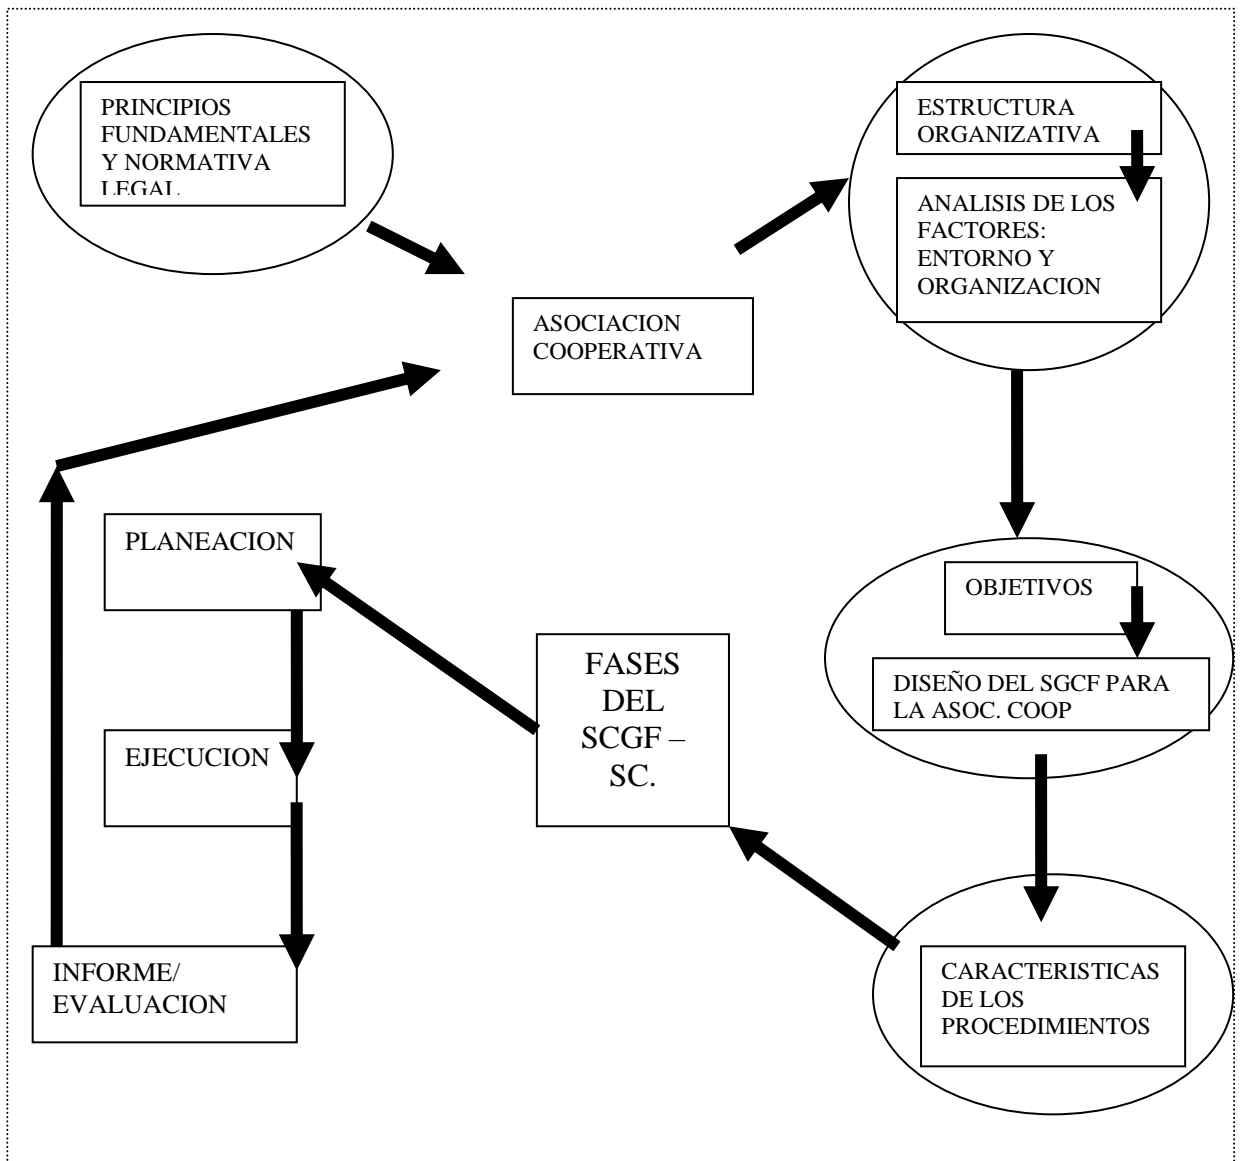 PRINCIPIOS
FUNDAMENTALES
Y NORMATIVA
LEGAL
ESTRUCTURA
ORGANIZATIVA
ANALISIS DE LOS
FACTORES:
ENTORNO Y
ORGANIZACION
ASOCIACION
COOPERATIVA
PLANEACION
OBJETIVOS
DISEÑO DEL SGCF PARA
LA ASOC. COOP
FASES
DEL
SCGF –
SC.
EJECUCION
INFORME/
EVALUACION
CARACTERISTICAS
DE LOS
PROCEDIMIENTOS